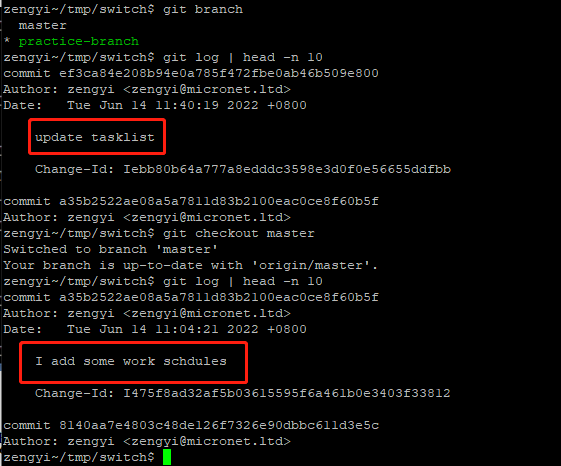 zengyi~/tmp/switch$ git branch
  master
* practice-branch
zengyi~/tmp/switch$ git log | head -n 10
commit ef3ca84e208b94e0a785f472fbe0ab46b509e800
Author: zengyi <zengyi@micronet.ltd>
Date:   Tue Jun 14 11:40:19 2022 +0800
    update tasklist
    Change-Id: Iebb80b64a777a8edddc3598e3d0f0e56655ddfbb
commit a35b2522ae08a5a7811d83b2100eac0ce8f60b5f
Author: zengyi <zengyi@micronet.ltd>
zengyi~/tmp/switch$ git checkout master
Switched to branch 'master'
Your branch is up-to-date with 'origin/master'.
zengyi~/tmp/switch$ git log | head -n 10
commit a35b2522ae08a5a7811d83b2100eac0ce8f60b5f
Author: zengyi <zengyi@micronet.ltd>
Date:   Tue Jun 14 11:04:21 2022 +0800
    I add some work schdules
    Change-Id: I475f8ad32af5b03615595f6a461b0e3403f33812
commit 8140aa7e4803c48de126f7326e90dbbc611d3e5c
Author: zengyi <zengyi@micronet.ltd>
zengyi~/tmp/switch$